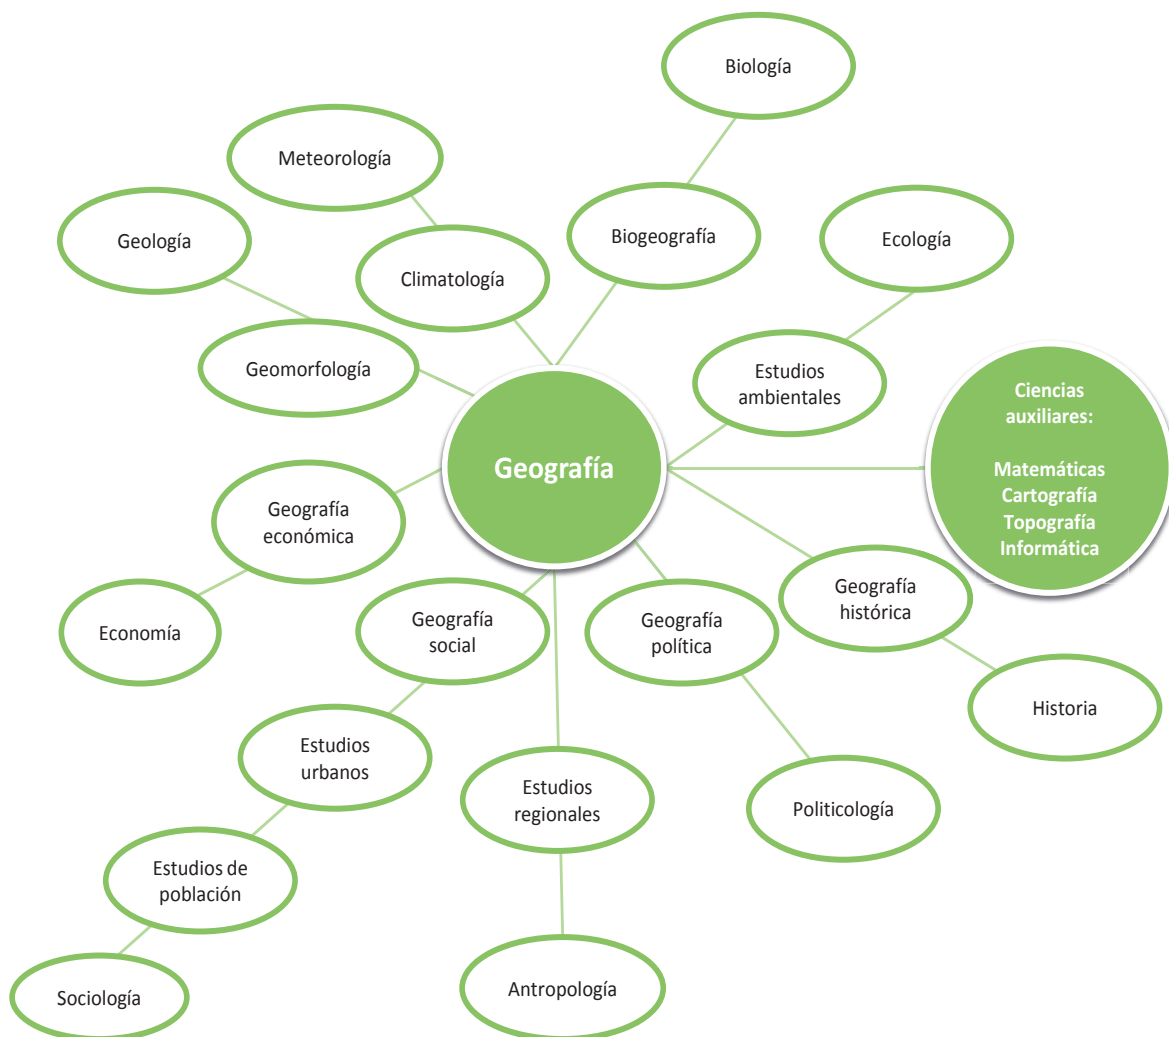 Biología
Meteorología
Geología
Biogeografía
Ecología
Climatología
Geomorfología
Estudios
ambientales
Ciencias
auxiliares:
Matemáticas
Cartografía
Topografía
Informática
Geografía
Geografía
económica
Geografía
histórica
Economía
Geografía
social
Geografía
política
Historia
Estudios
urbanos
Estudios
regionales
Politicología
Estudios de
población
Sociología
Antropología